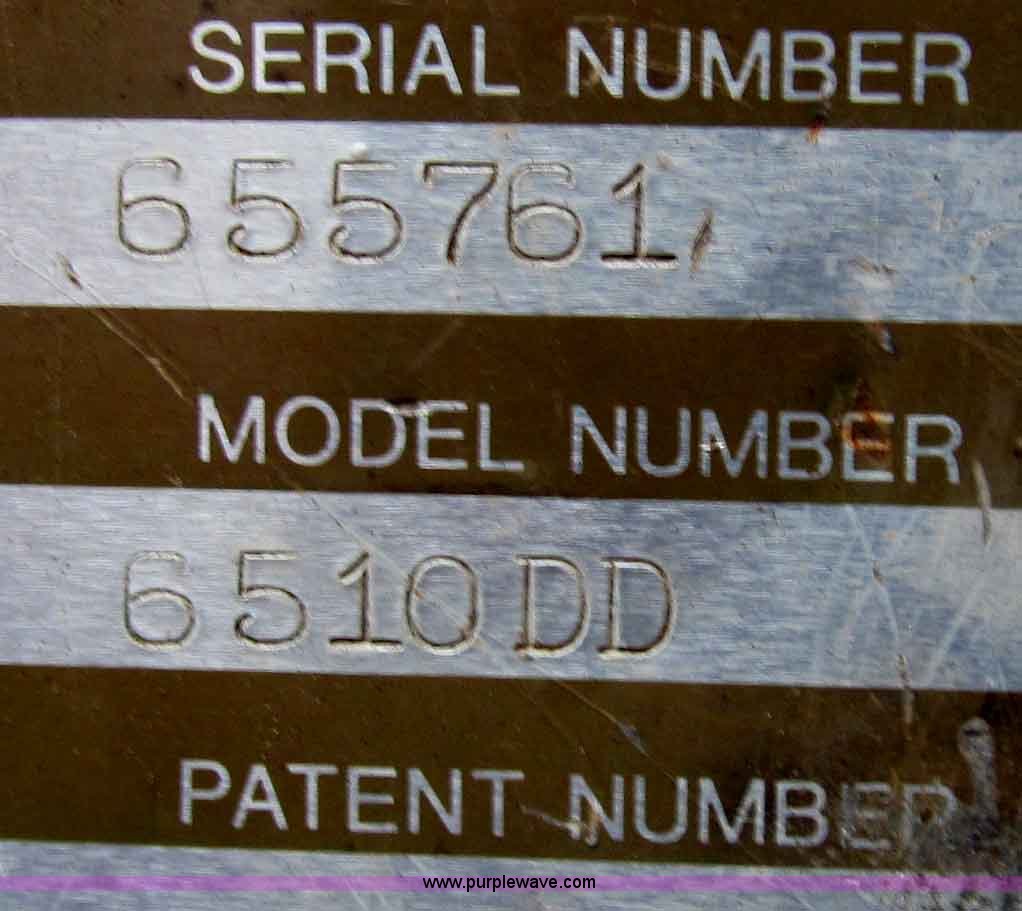 SERIAL NUMBER
655761
MODEL NUMBER
6510DD
PATENT NUMBER
www.purplewave.com